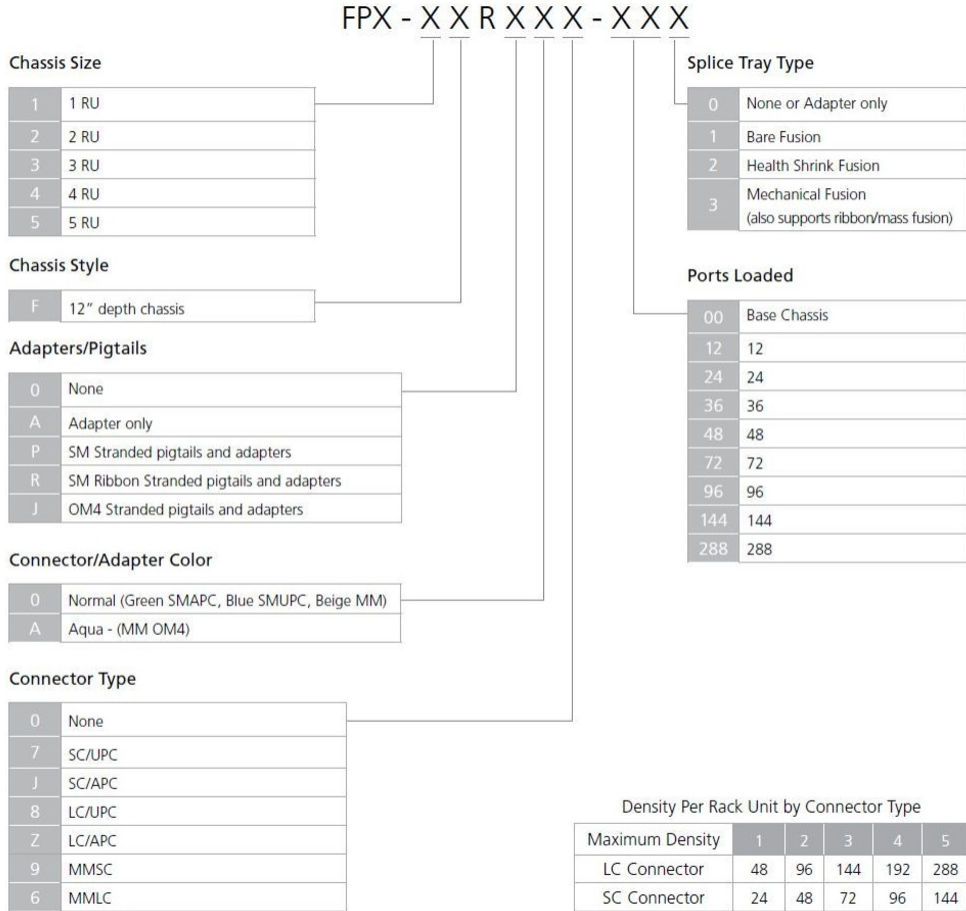 FPX - X X R X X X - X X X
Chassis Size
1 1 RU
2 2 RU
3 3 RU
4 4 RU
5 5 RU
Chassis Style
F 12" depth chassis
Adapters/Pigtails
0 None
A Adapter only
P SM Stranded pigtails and adapters
R SM Ribbon Stranded pigtails and adapters
J OM4 Stranded pigtails and adapters
Connector/Adapter Color
0 Normal (Green SMAPC, Blue SMUPC, Beige MM)
A Aqua - (MM OM4)
Connector Type
0 None
7 SC/UPC
J SC/APC
8 LC/UPC
Z LC/APC
9 MMSC
6 MMLC
Splice Tray Type
0 None or Adapter only
1 Bare Fusion
2 Health Shrink Fusion
3 Mechanical Fusion
(also supports ribbon/mass fusion)
Ports Loaded
00 Base Chassis
12 12
24 24
36 36
48 48
72 72
96 96
144 144
288 288
Density Per Rack Unit by Connector Type
Maximum Density 1 2 3 4 5
LC Connector 48 96 144 192 288
SC Connector 24 48 72 96 144